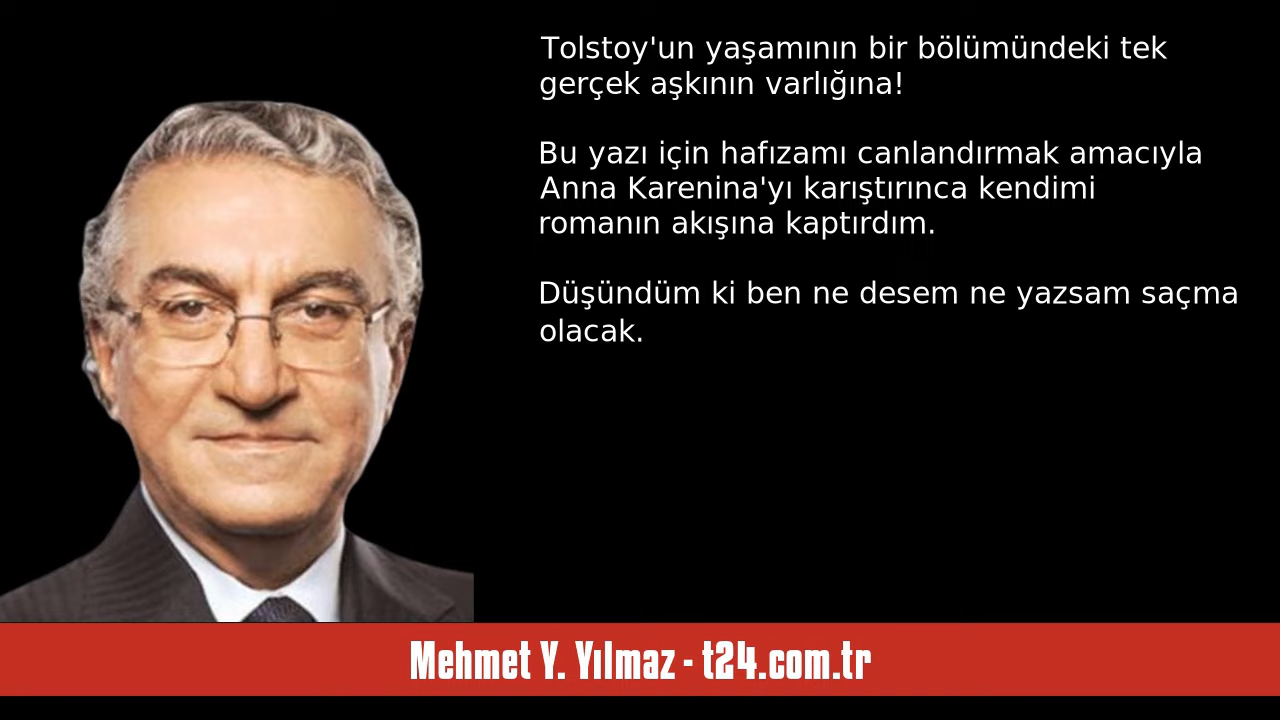 Tolstoy'un yaşamının bir bölümündeki tek
gerçek aşkının varlığına!
Bu yazı için hafızamı canlandırmak amacıyla
Anna Karenina'yı karıştırınca kendimi
romanın akışına kaptırdım.
Düşündüm ki ben ne desem ne yazsam saçma
olacak.
Mehmet Y. Yılmaz - t24.com.tr